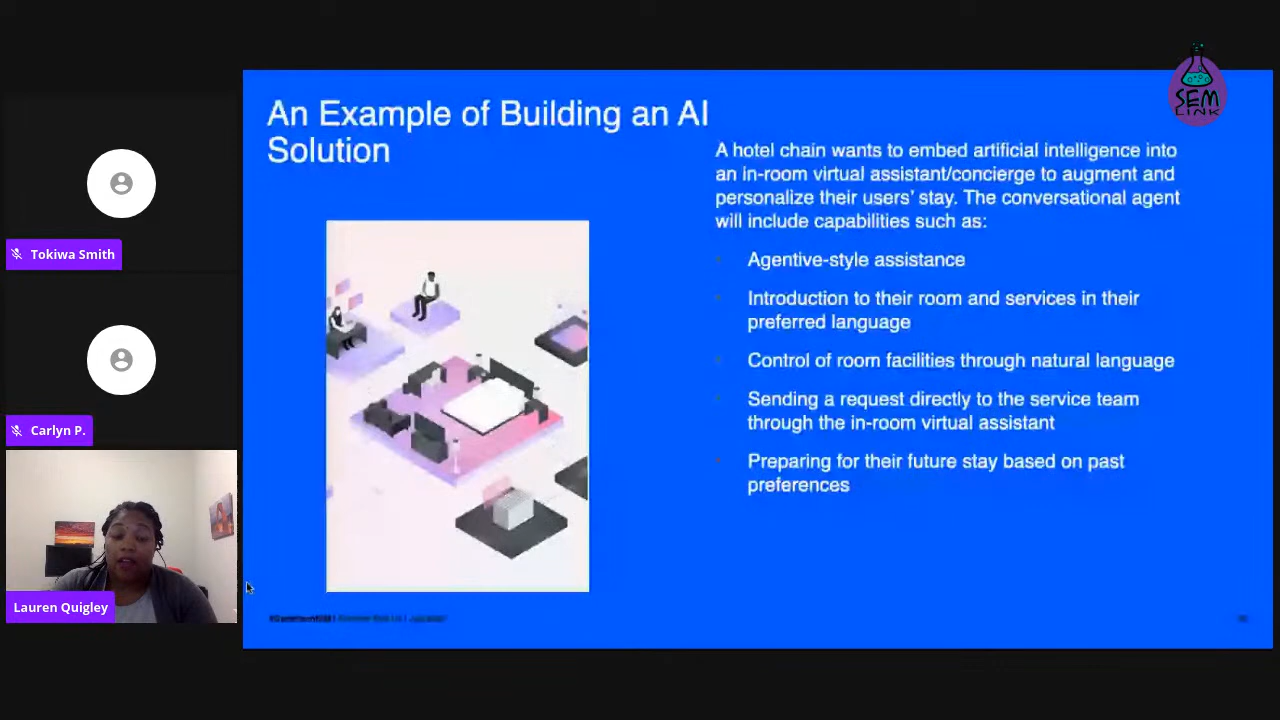 An Example of Building an AI
Solution
A hotel chain wants to embed artificial intelligence into
an in-room virtual assistant/concierge to augment and
personalize their users’ stay. The conversational agent
will include capabilities such as:
Agentive-style assistance
Introduction to their room and services in their
preferred language
Control of room facilities through natural language
Sending a request directly to the service team
through the in-room virtual assistant
Preparing for their future stay based on past
preferences
SEM
LINK
Tokiwa Smith
Carlyn P.
Lauren Quigley